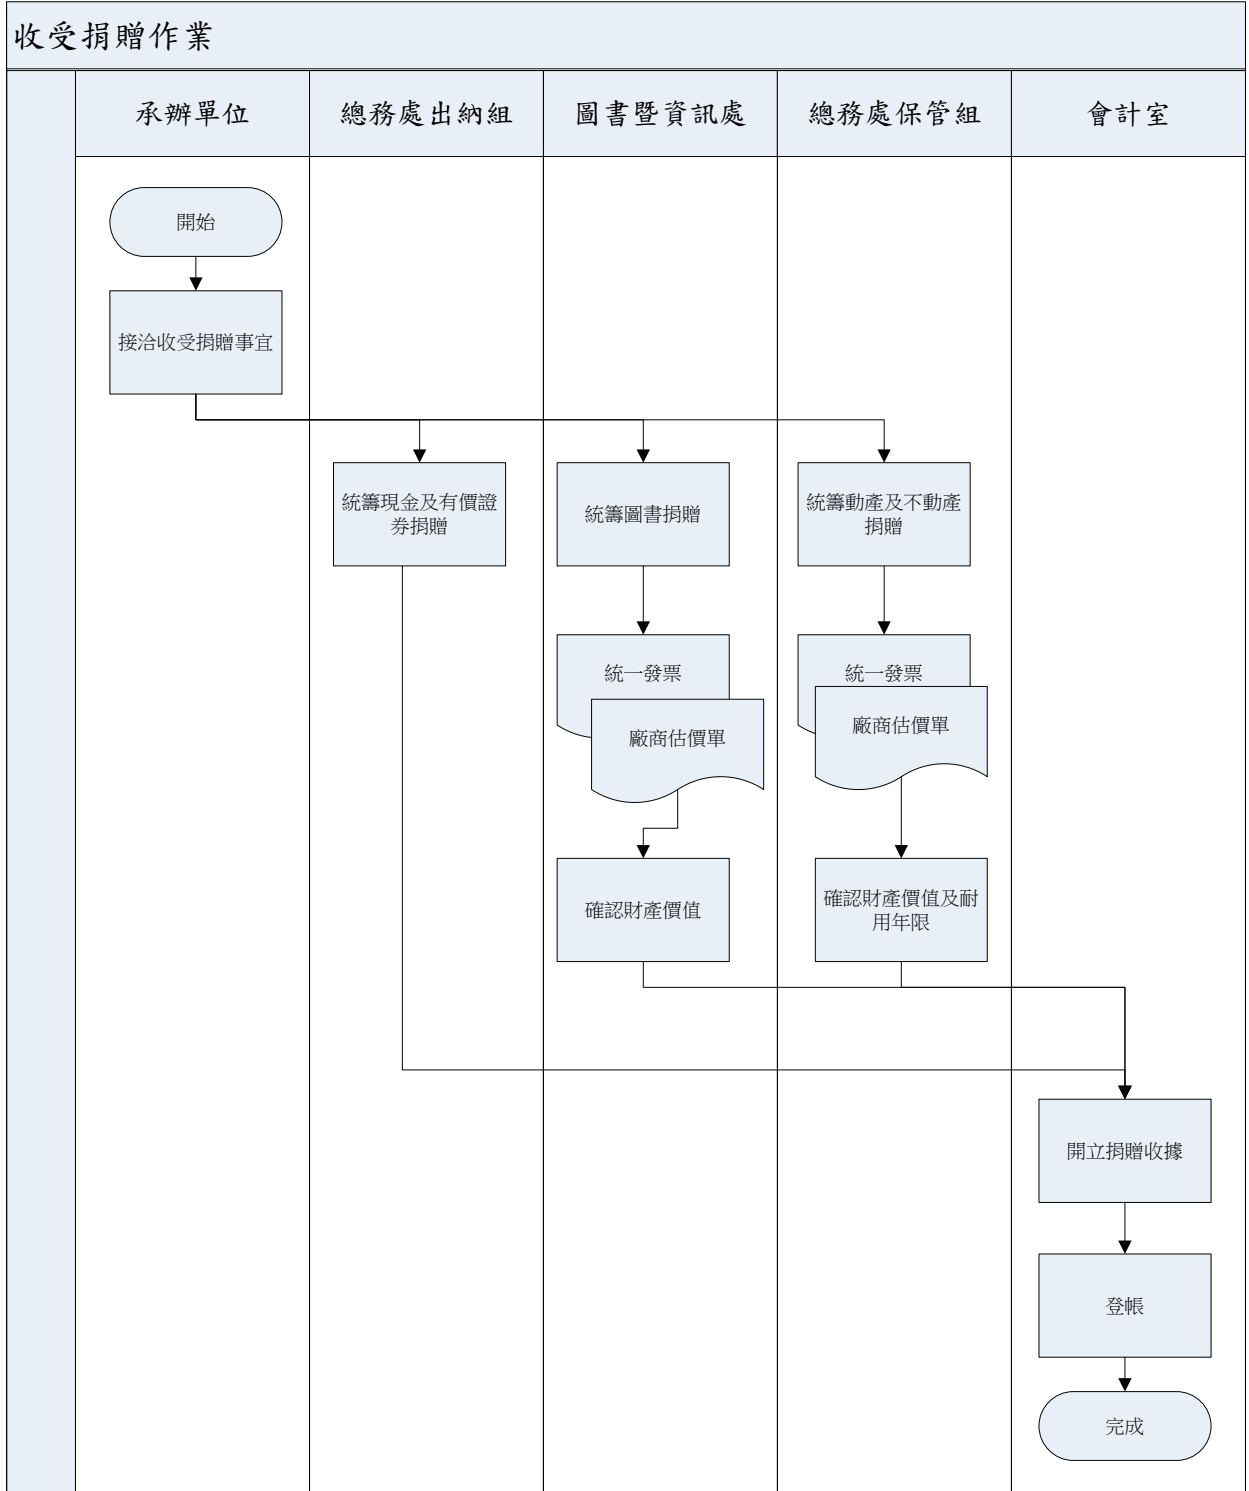 收受捐贈作業
承辦單位
總務處出納組
圖書暨資訊處
總務處保管組
會計室
開始
接洽收受捐贈事宜
統籌現金及有價證
券捐贈
統籌圖書捐贈
統籌動產及不動產
捐贈
統一發票
廠商估價單
統一發票
廠商估價單
確認財產價值
確認財產價值及耐
用年限
開立捐贈收據
登帳
完成